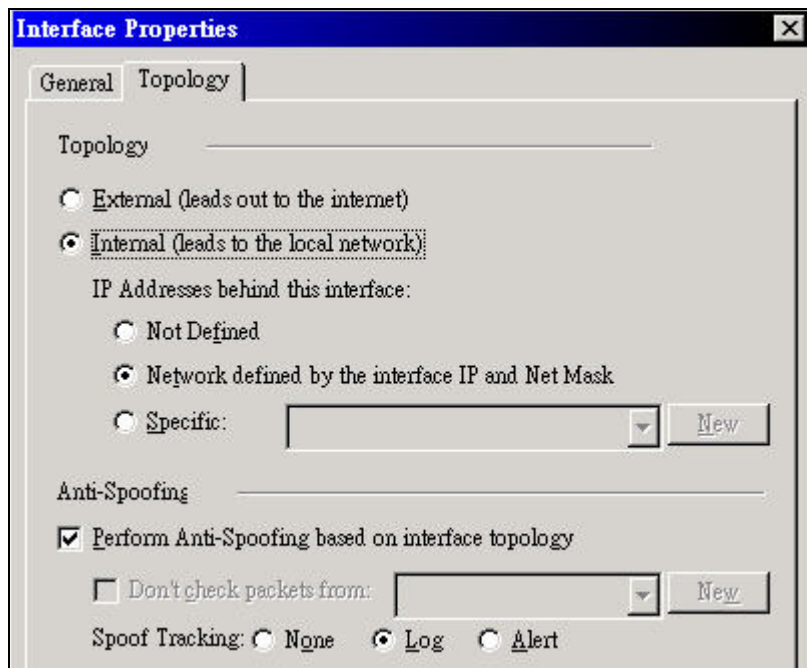 Interface Properties
General Topology
Topology
External (leads out to the internet)
Internal (leads to the local network)
IP Addresses behind this interface:
Not Defined
Network defined by the interface IP and Net Mask
Specific: New
Anti-Spoofing
Perform Anti-Spoofing based on interface topology
Don't check packets from: New
Spoof Tracking: None Log Alert